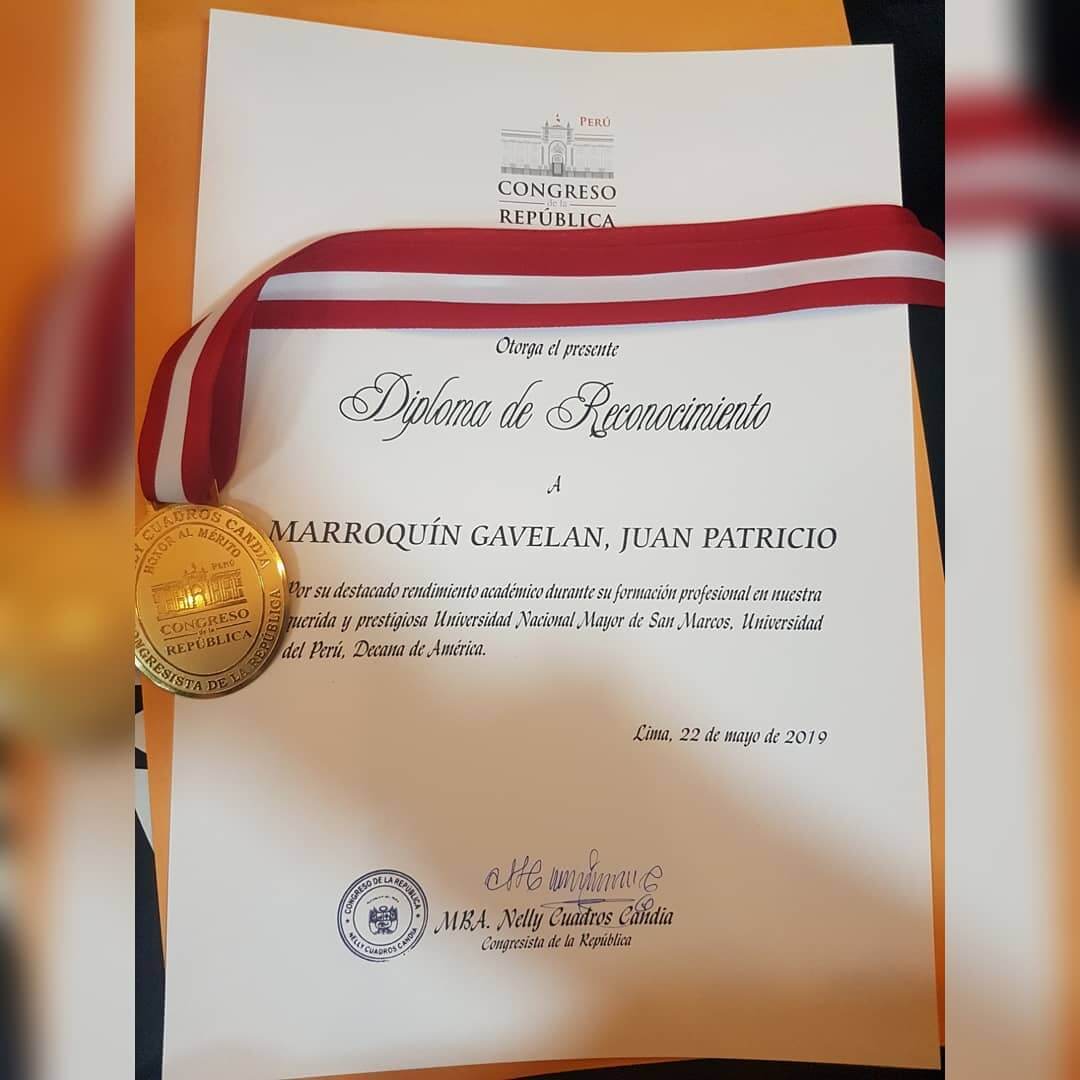 PERÚ
CONGRESO
de la
REPÚBLICA
Otorga el presente
Diploma de Reconocimiento
A
MARROQUÍN GAVELAN, JUAN PATRICIO
Por su destacado rendimiento académico durante su formación profesional en nuestra
querida y prestigiosa Universidad Nacional Mayor de San Marcos, Universidad
del Perú, Decana de América.
Lima, 22 de mayo de 2019
MBA. Nelly Cuadros Candia
Congresista de la República
CONGRESO DE LA REPÚBLICA
NELLY CUADROS CANDIA
CUADROS CANDIA
HONOR AL MÉRITO
PERÚ
CONGRESO
de la
REPÚBLICA
CONGRESISTA DE LA REPÚBLICA